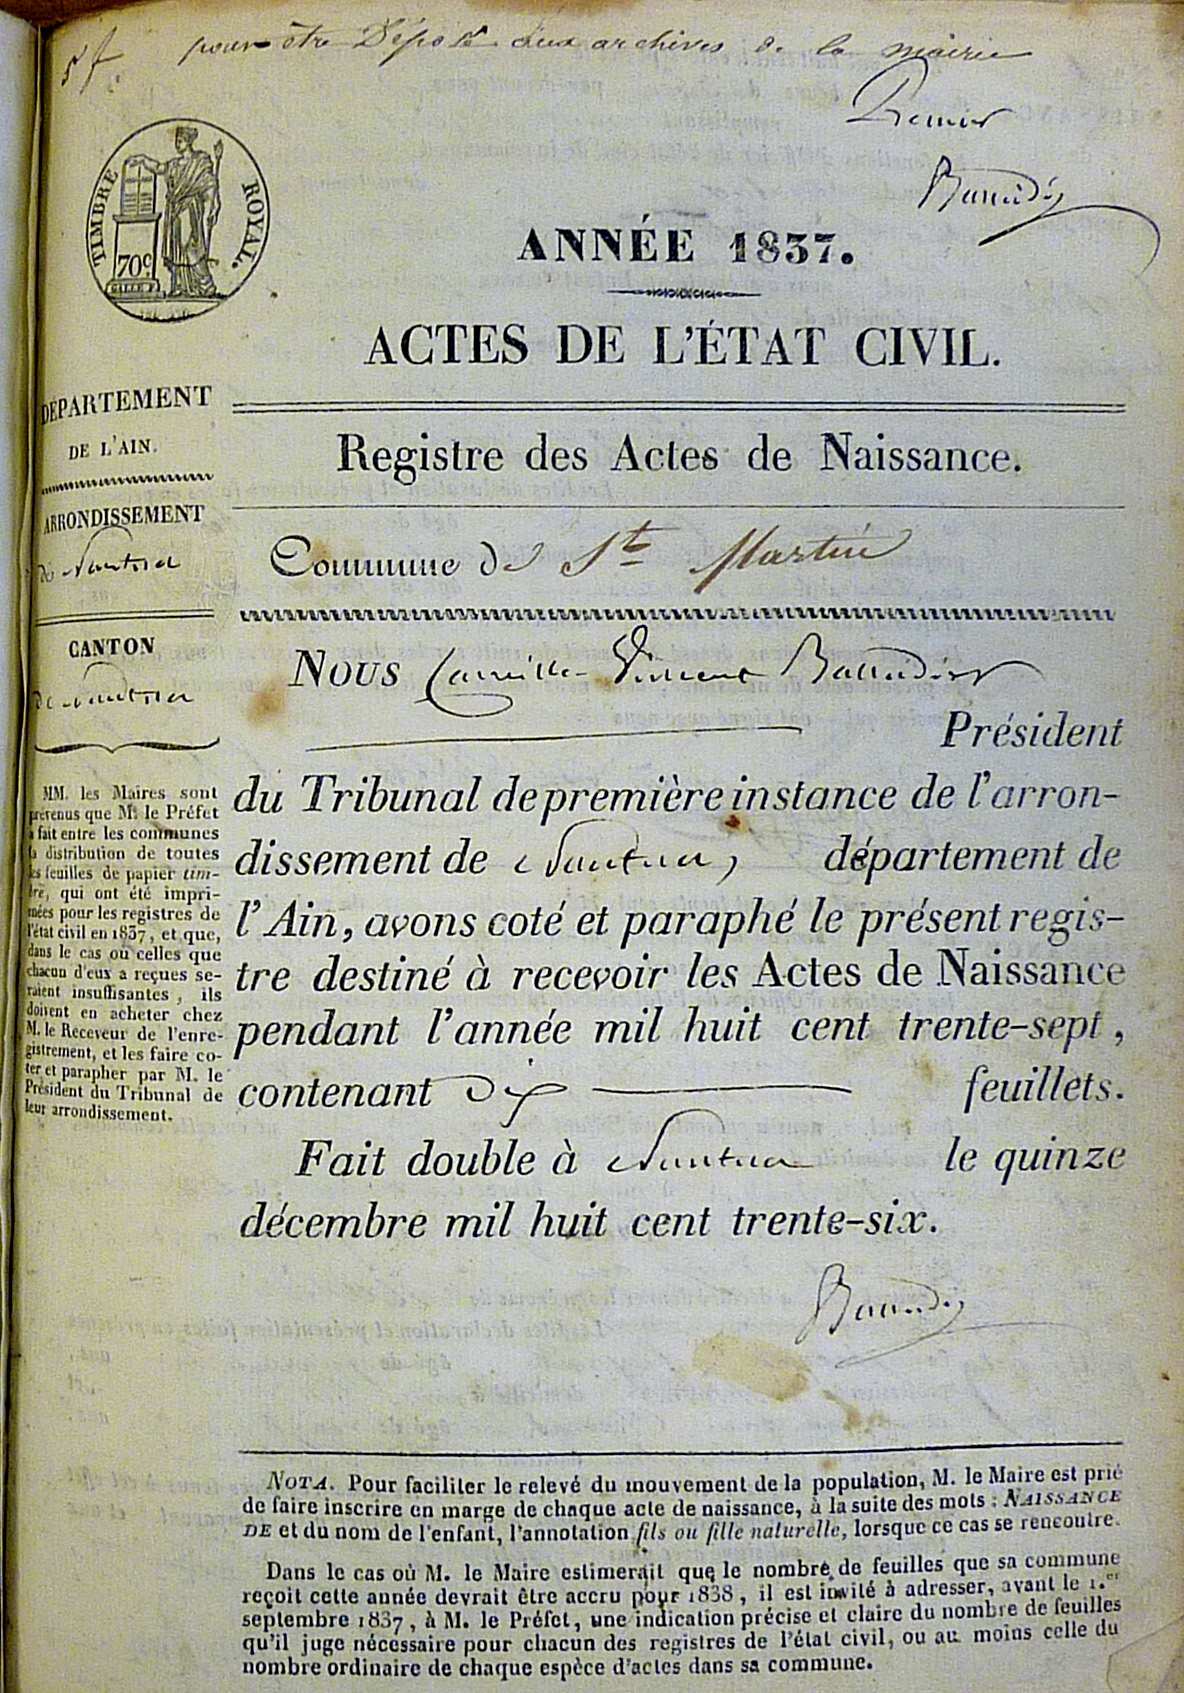 5 f. pour être Déposé aux archives de la mairie
Premier
Baudier
TIMBRE ROYAL.
70c
ANNÉE 1837.
ACTES DE L'ÉTAT CIVIL.
DÉPARTEMENT
DE L'AIN.
Registre des Actes de Naissance.
ARRONDISSEMENT
de Nantua
Commune de St Martin
CANTON
de Nantua
NOUS Camille Vincent Baudier
Président
du Tribunal de première instance de l'arron-
dissement de Nantua, département de
l'Ain, avons coté et paraphé le présent regis-
tre destiné à recevoir les Actes de Naissance
pendant l'année mil huit cent trente-sept,
contenant dix feuillets.
Fait double à Nantua le quinze
décembre mil huit cent trente-six.
MM. les Maires sont
prévenus que Mr. le Préfet
a fait entre les communes
la distribution de toutes
les feuilles de papier tim-
bré, qui ont été impri-
mées pour les registres de
l'état civil en 1837, et que,
dans le cas où celles que
chacun d'eux a reçues se-
raient insuffisantes, ils
doivent en acheter chez
M. le Receveur de l'enre-
gistrement, et les faire co-
ter et parapher par M. le
Président du Tribunal de
leur arrondissement.
Baudier
NOTA. Pour faciliter le relevé du mouvement de la population, M. le Maire est prié
de faire inscrire en marge de chaque acte de naissance, à la suite des mots : NAISSANCE
DE et du nom de l'enfant, l'annotation fils ou fille naturelle, lorsque ce cas se rencontre.
Dans le cas où M. le Maire estimerait que le nombre de feuilles que sa commune
reçoit cette année devrait être accru pour 1838, il est invité à adresser, avant le 1.er
septembre 1837, à M. le Préfet, une indication précise et claire du nombre de feuilles
qu'il juge nécessaire pour chacun des registres de l'état civil, ou au moins celle du
nombre ordinaire de chaque espèce d'actes dans sa commune.